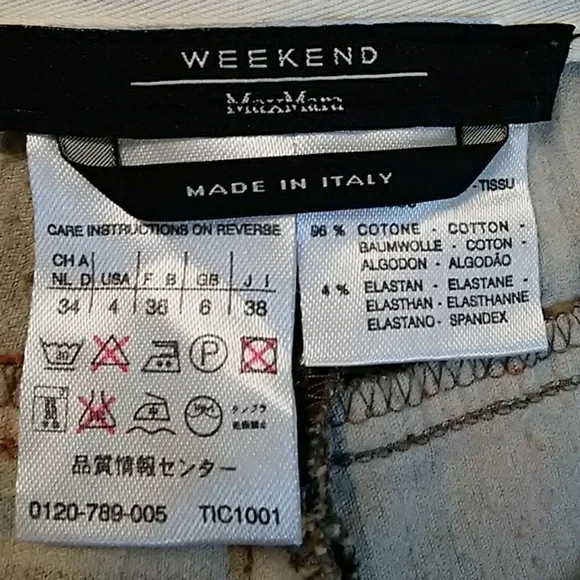 WEEKEND
MaxMara
MADE IN ITALY
-TISSU
CARE INSTRUCTIONS ON REVERSE
96 % COTONE - COTTON -
BAUMWOLLE - COTON -
ALGODON - ALGODÃO
4 % ELASTAN - ELASTANE -
ELASTHAN - ELASTHANNE
ELASTANO - SPANDEX
CH A
NL D USA F B GB J I
34 4 36 6 38
30
P
品質情報センター
0120-789-005 TIC1001